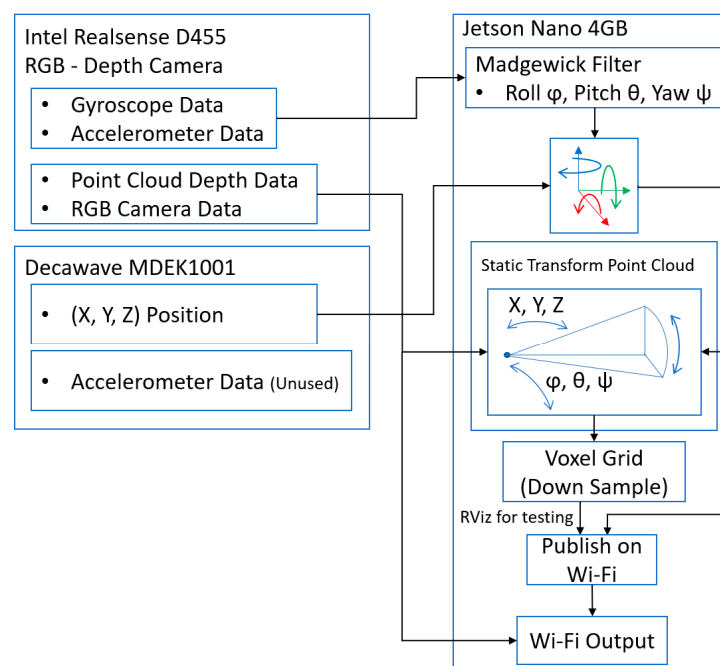 Intel Realsense D455
RGB - Depth Camera
• Gyroscope Data
• Accelerometer Data
• Point Cloud Depth Data
• RGB Camera Data
Decawave MDEK1001
• (X, Y, Z) Position
• Accelerometer Data (Unused)
Jetson Nano 4GB
Madgewick Filter
• Roll φ, Pitch θ, Yaw ψ
Static Transform Point Cloud
X, Y, Z
φ, θ, ψ
Voxel Grid
(Down Sample)
RViz for testing
Publish on
Wi-Fi
Wi-Fi Output